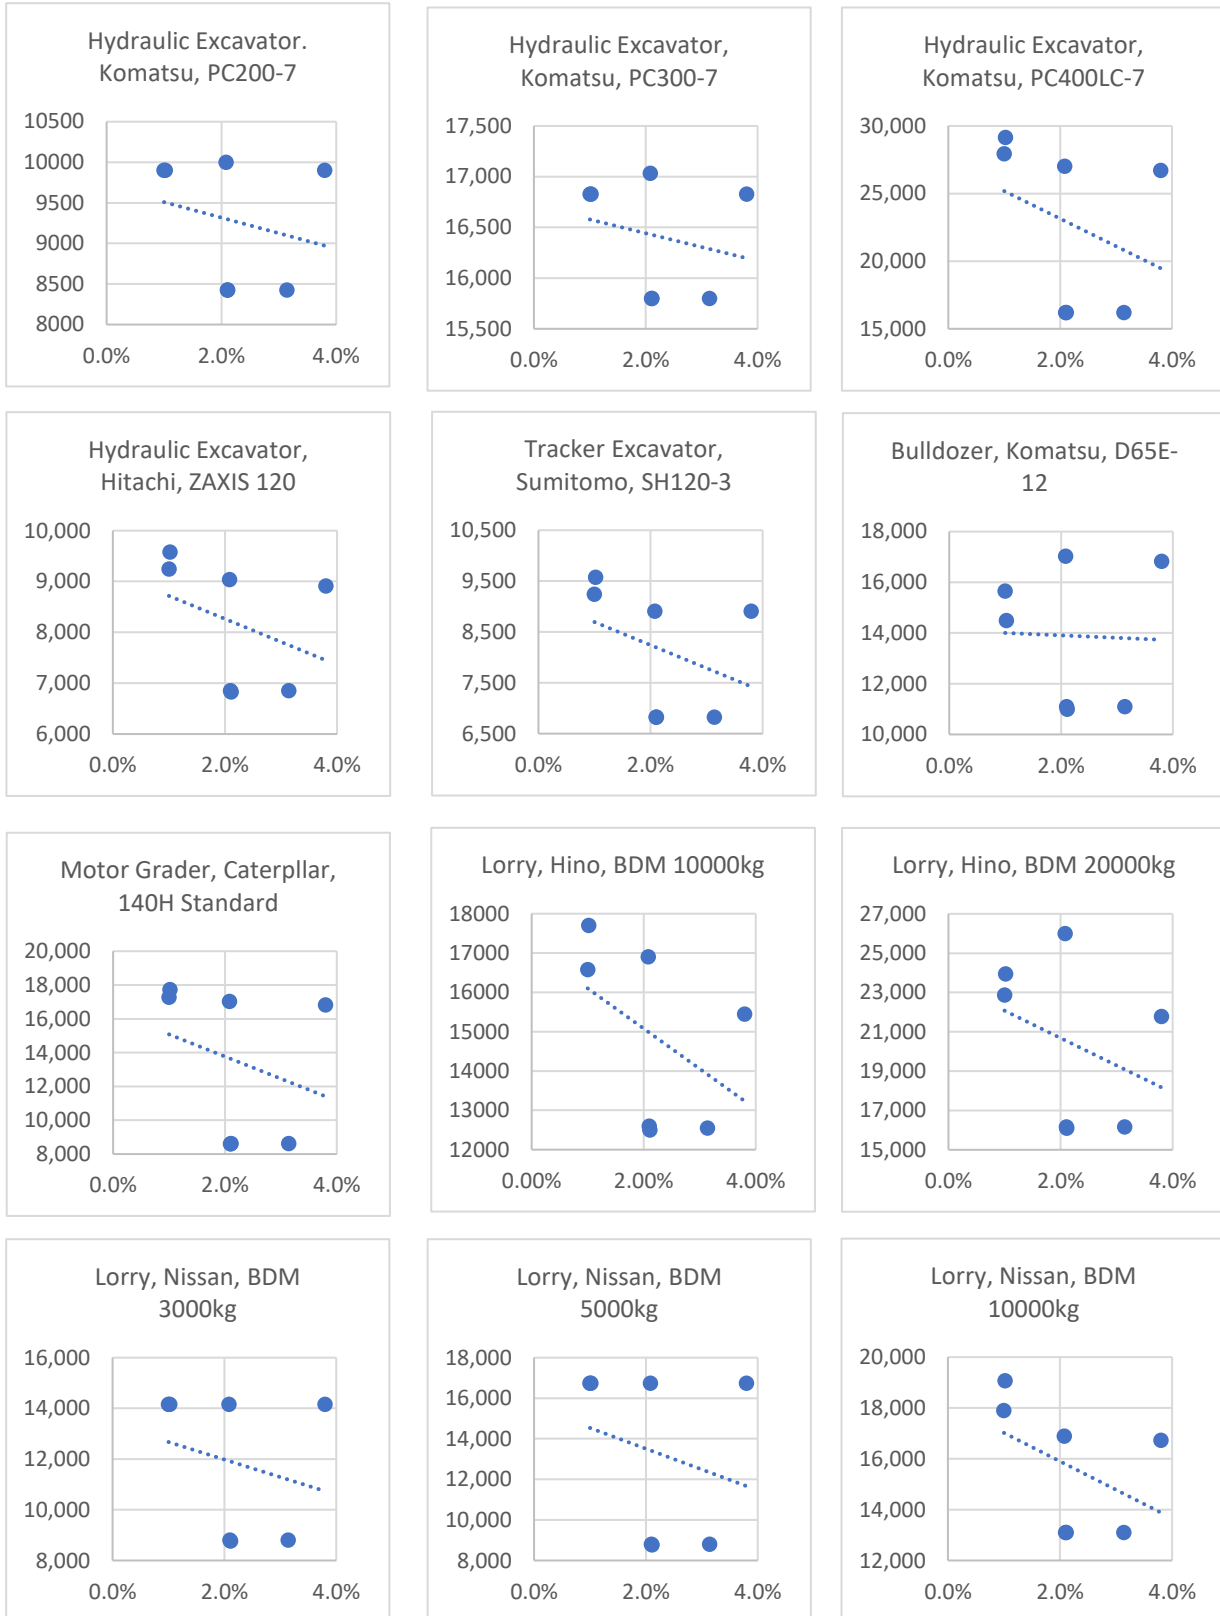 Hydraulic Excavator.
Komatsu, PC200-7
10500
10000
9500
9000
8500
8000
0.0% 2.0% 4.0%
Hydraulic Excavator,
Komatsu, PC300-7
17,500
17,000
16,500
16,000
15,500
0.0% 2.0% 4.0%
Hydraulic Excavator,
Komatsu, PC400LC-7
30,000
25,000
20,000
15,000
0.0% 2.0% 4.0%
Hydraulic Excavator,
Hitachi, ZAXIS 120
10,000
9,000
8,000
7,000
6,000
0.0% 2.0% 4.0%
Tracker Excavator,
Sumitomo, SH120-3
10,500
9,500
8,500
7,500
6,500
0.0% 2.0% 4.0%
Bulldozer, Komatsu, D65E-
12
18,000
16,000
14,000
12,000
10,000
0.0% 2.0% 4.0%
Motor Grader, Caterpllar,
140H Standard
20,000
18,000
16,000
14,000
12,000
10,000
8,000
0.0% 2.0% 4.0%
Lorry, Hino, BDM 10000kg
18000
17000
16000
15000
14000
13000
12000
0.00% 2.00% 4.00%
Lorry, Hino, BDM 20000kg
27,000
25,000
23,000
21,000
19,000
17,000
15,000
0.0% 2.0% 4.0%
Lorry, Nissan, BDM
3000kg
16,000
14,000
12,000
10,000
8,000
0.0% 2.0% 4.0%
Lorry, Nissan, BDM
5000kg
18,000
16,000
14,000
12,000
10,000
8,000
0.0% 2.0% 4.0%
Lorry, Nissan, BDM
10000kg
20,000
18,000
16,000
14,000
12,000
0.0% 2.0% 4.0%